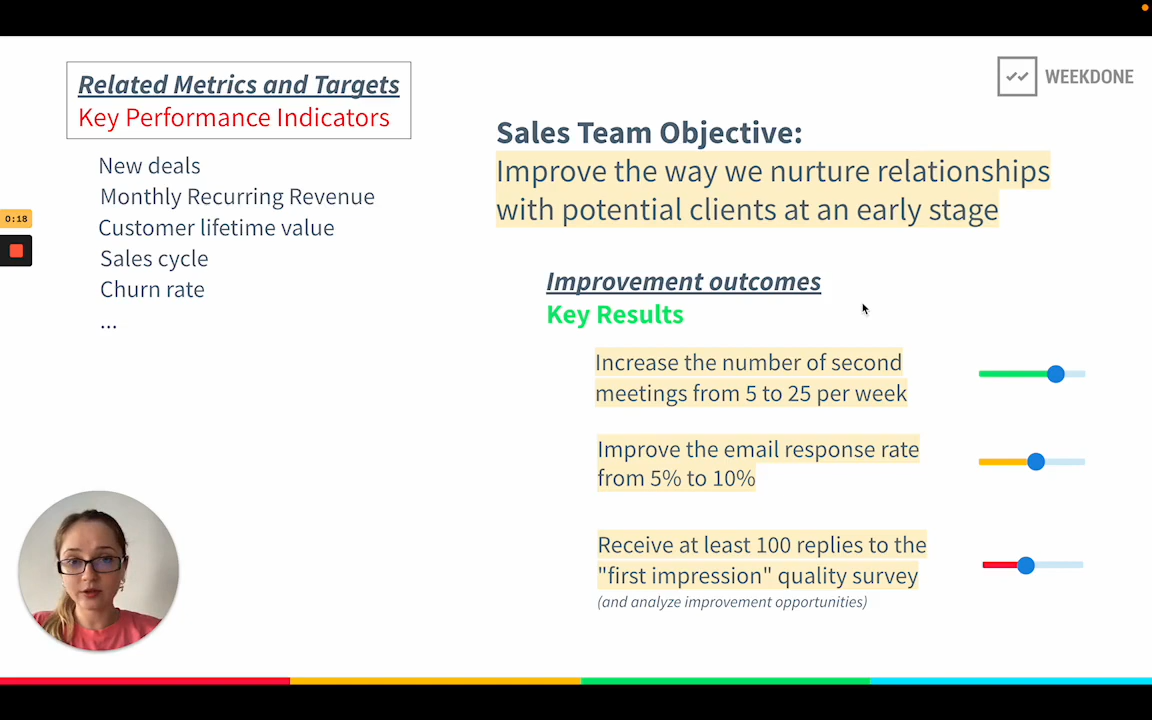 Related Metrics and Targets
Key Performance Indicators
New deals
Monthly Recurring Revenue
Customer lifetime value
Sales cycle
Churn rate
...
0:18
WEEKDONE
Sales Team Objective:
Improve the way we nurture relationships
with potential clients at an early stage
Improvement outcomes
Key Results
Increase the number of second
meetings from 5 to 25 per week
Improve the email response rate
from 5% to 10%
Receive at least 100 replies to the
"first impression" quality survey
(and analyze improvement opportunities)